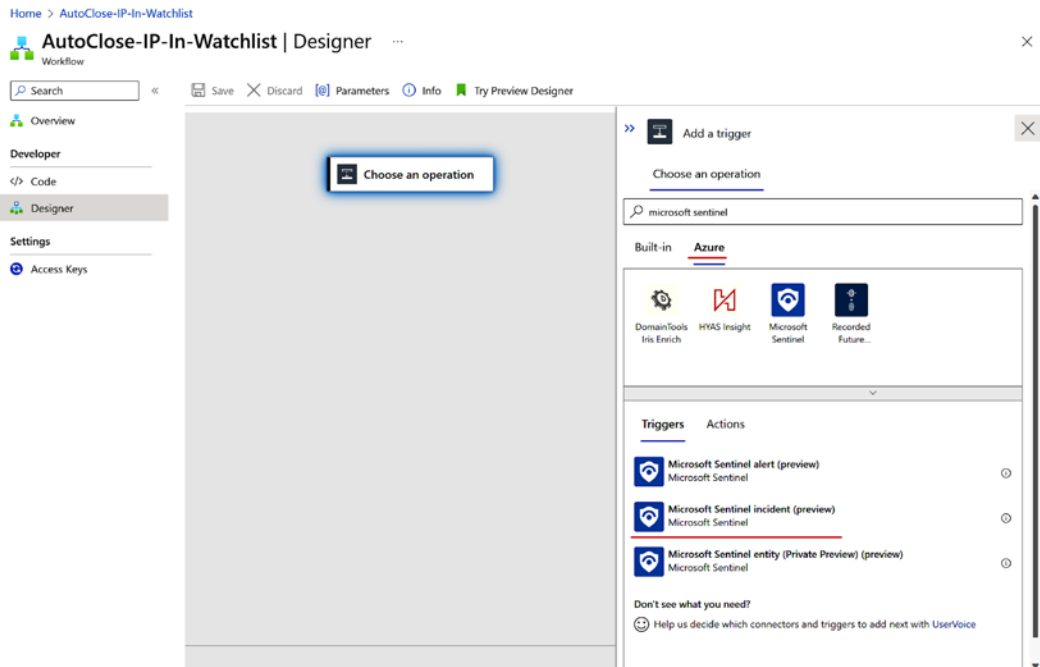 Home > AutoClose-IP-In-Watchlist
AutoClose-IP-In-Watchlist | Designer ...
Workflow
Search «
Save Discard [@] Parameters Info Try Preview Designer
Overview
Developer
</> Code
Designer
Settings
Access Keys
Choose an operation
Add a trigger
Choose an operation
microsoft sentinel
Built-in Azure
DomainTools Iris Enrich
HYAS Insight
Microsoft Sentinel
Recorded Future...
Triggers Actions
Microsoft Sentinel alert (preview)
Microsoft Sentinel
Microsoft Sentinel incident (preview)
Microsoft Sentinel
Microsoft Sentinel entity (Private Preview) (preview)
Microsoft Sentinel
Don't see what you need?
Help us decide which connectors and triggers to add next with UserVoice